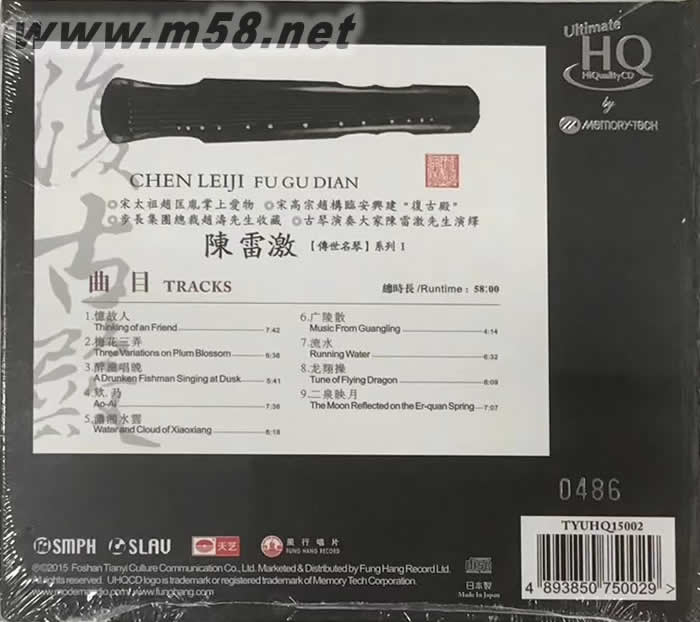 www.m58.net
Ultimate
HQ
HiQualityCD
by
MEMORY-TECH
復古殿
CHEN LEIJI FU GU DIAN
◎宋太祖趙匡胤掌上愛物 ◎宋高宗趙構臨安興建“復古殿”
◎步長集團總裁趙濤先生收藏 ◎古琴演奏大家陳雷激先生演繹
陳雷激【傳世名琴】系列 I
曲目 TRACKS
總時長/Runtime：58:00
1.憶故人
Thinking of an Friend 7:42
2.梅花三弄
Three Variations on Plum Blossom 6:36
3.醉漁唱晚
A Drunken Fishman Singing at Dusk 5:41
4.欸乃
Ao-Ai 7:36
5.瀟湘水雲
Water and Cloud of Xiaoxiang 8:18
6.广陵散
Music From Guangling 4:14
7.流水
Running Water 6:32
8.龙翔操
Tune of Flying Dragon 6:09
9.二泉映月
The Moon Reflected on the Er-quan Spring 7:07
0486
SMPH SLAV 天艺 風行唱片
FUNG HANG RECORD
©℗2015 Foshan Tianyi Culture Communication Co., Ltd. Marketed & Distributed by Fung Hang Record Ltd.
All rights reserved. UHQCD logo is trademark or registered trademark of Memory Tech Corporation.
www.funghang.com
日本製
Made In Japan
TYUHQ15002
4 893850 750029 >